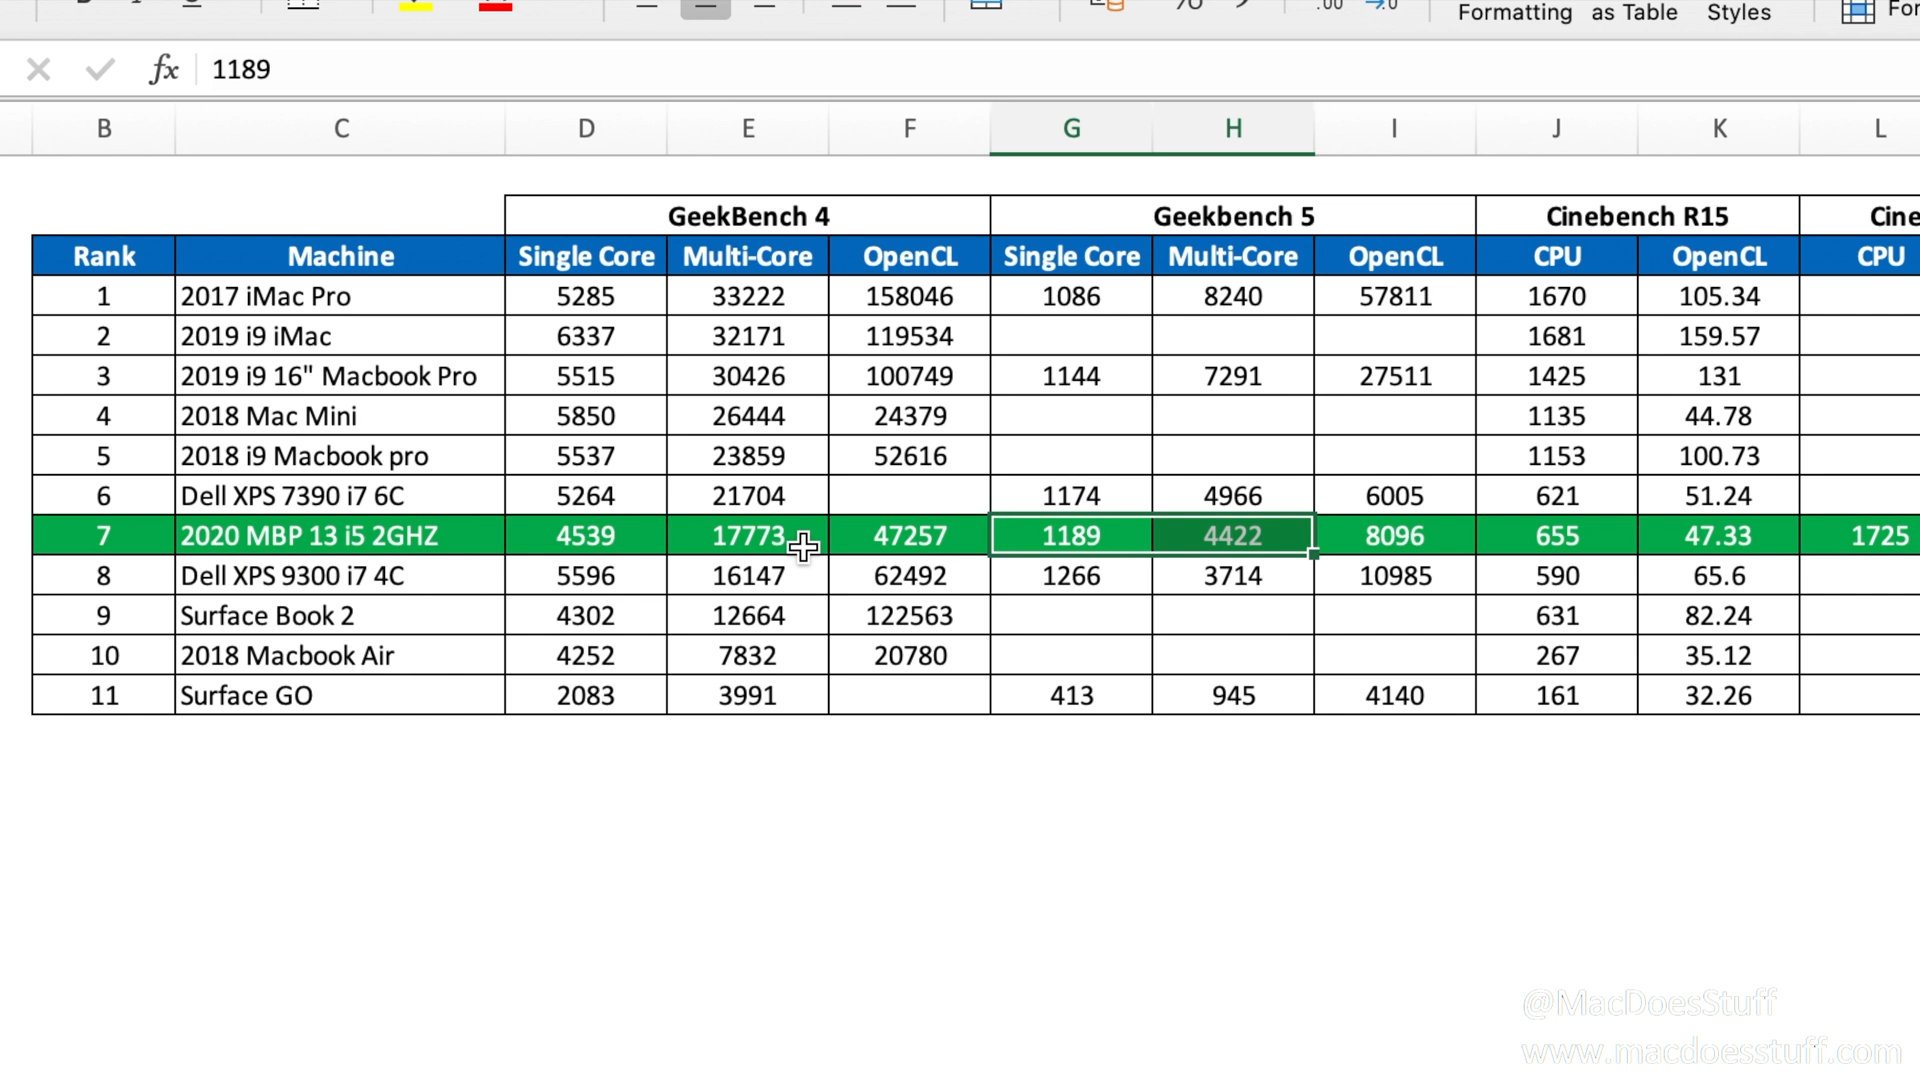 Formatting as Table Styles
fx 1189
B C D E F G H I J K L
GeekBench 4 Geekbench 5 Cinebench R15
Rank Machine Single Core Multi-Core OpenCL Single Core Multi-Core OpenCL CPU OpenCL CPU
1 2017 iMac Pro 5285 33222 158046 1086 8240 57811 1670 105.34
2 2019 i9 iMac 6337 32171 119534 1681 159.57
3 2019 i9 16" Macbook Pro 5515 30426 100749 1144 7291 27511 1425 131
4 2018 Mac Mini 5850 26444 24379 1135 44.78
5 2018 i9 Macbook pro 5537 23859 52616 1153 100.73
6 Dell XPS 7390 i7 6C 5264 21704 1174 4966 6005 621 51.24
7 2020 MBP 13 i5 2GHZ 4539 17773 47257 1189 4422 8096 655 47.33 1725
8 Dell XPS 9300 i7 4C 5596 16147 62492 1266 3714 10985 590 65.6
9 Surface Book 2 4302 12664 122563 631 82.24
10 2018 Macbook Air 4252 7832 20780 267 35.12
11 Surface GO 2083 3991 413 945 4140 161 32.26
@MacDoesStuff
www.macdoesstuff.com